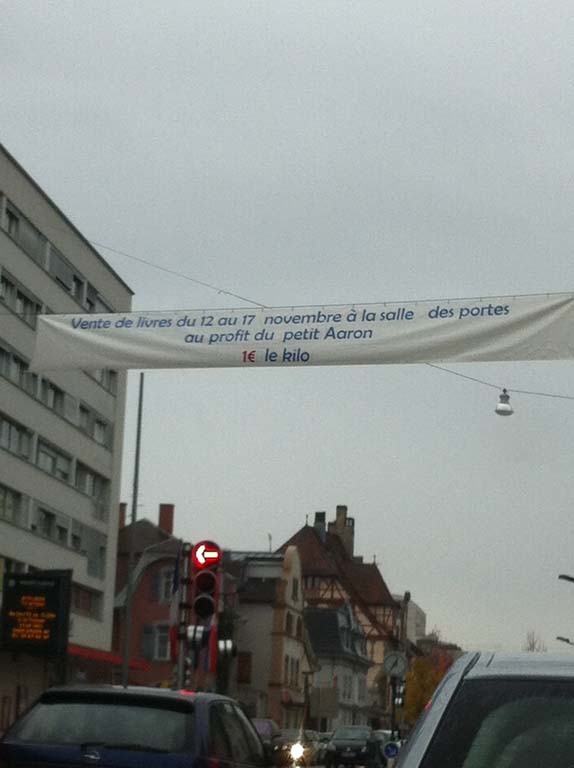 Vente de livres du 12 au 17 novembre à la salle des portes
au profit du petit Aaron
1€ le kilo